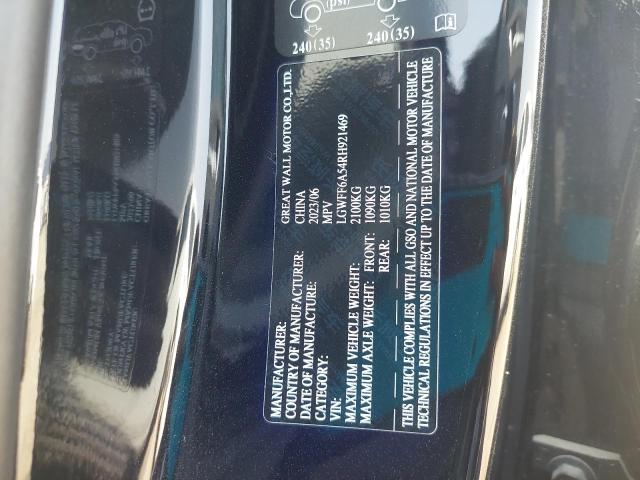 (psi)
240 (35) 240 (35)
MANUFACTURER: GREAT WALL MOTOR CO.,LTD.
COUNTRY OF MANUFACTURER: CHINA
DATE OF MANUFACTURE: 2023/06
CATEGORY: MPV
VIN: LGWFF6A54RH921469
MAXIMUM VEHICLE WEIGHT: 2100KG
MAXIMUM AXLE WEIGHT: FRONT: 1090KG
REAR: 1010KG
THIS VEHICLE COMPLIES WITH ALL GSO AND NATIONAL MOTOR VEHICLE
TECHNICAL REGULATIONS IN EFFECT UP TO THE DATE OF MANUFACTURE